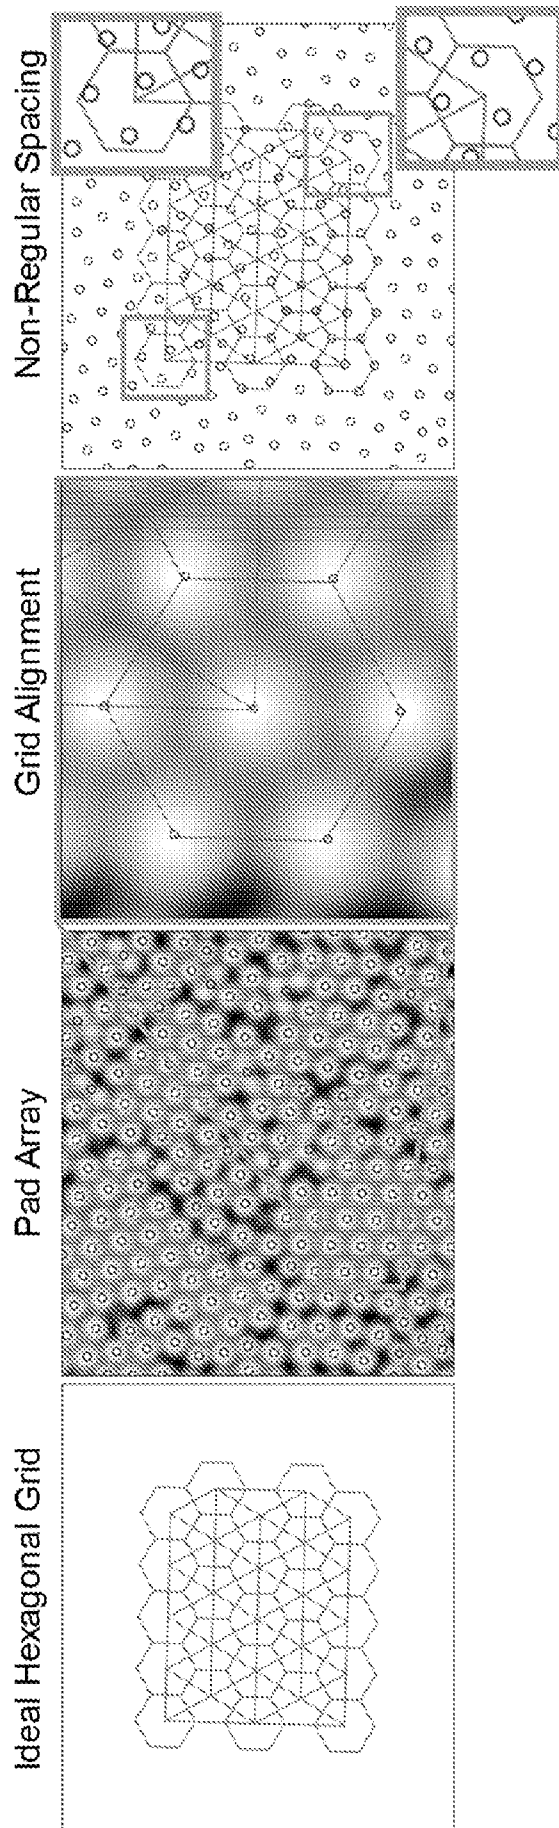 Ideal Hexagonal Grid
Pad Array
Grid Alignment
Non-Regular Spacing